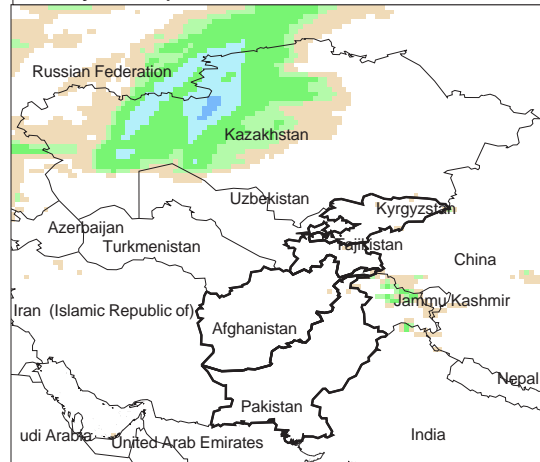 Russian Federation
Kazakhstan
Uzbekistan
Kyrgyzstan
Azerbaijan
Turkmenistan
Tajikistan
China
Iran (Islamic Republic of)
Jammu/Kashmir
Afghanistan
Nepal
Pakistan
udi Arabia
United Arab Emirates
India